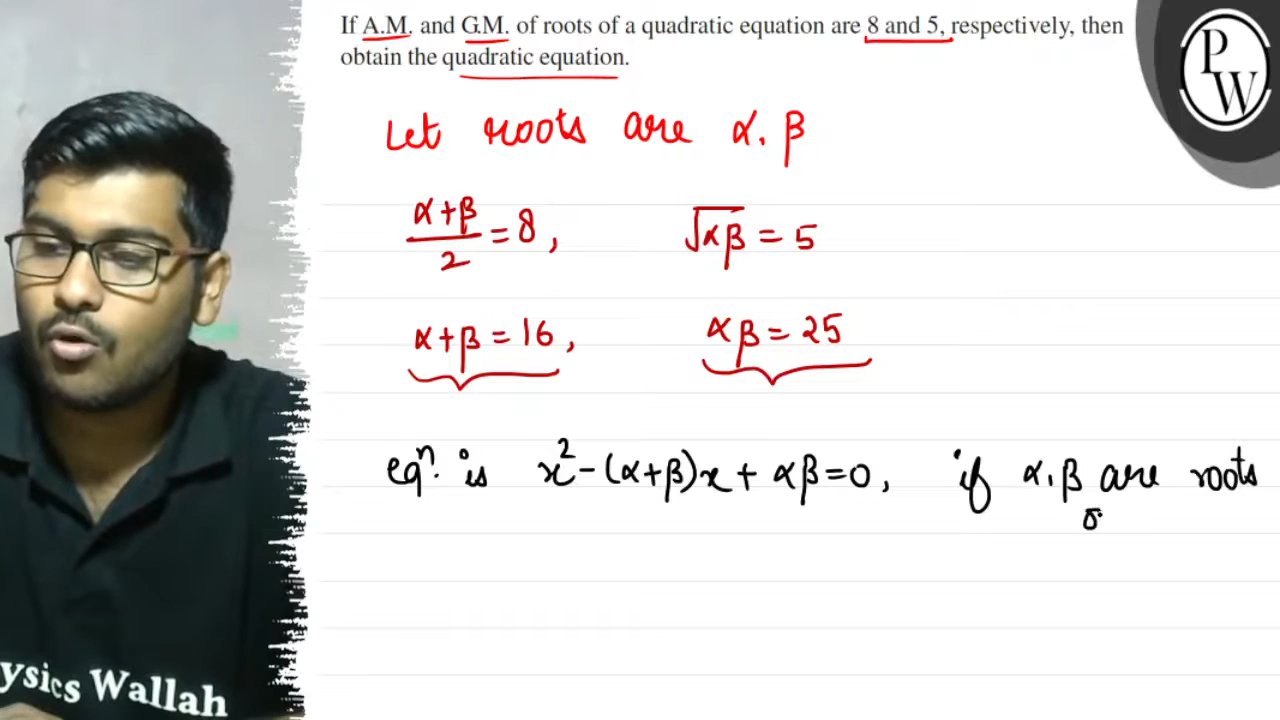 If A.M. and G.M. of roots of a quadratic equation are 8 and 5, respectively, then
obtain the quadratic equation.
PW
Let roots are α, β
α+β/2 = 8, √αβ = 5
α+β = 16, αβ = 25
eqⁿ. is x² - (α+β)x + αβ = 0, if α, β are roots
ysics Wallah